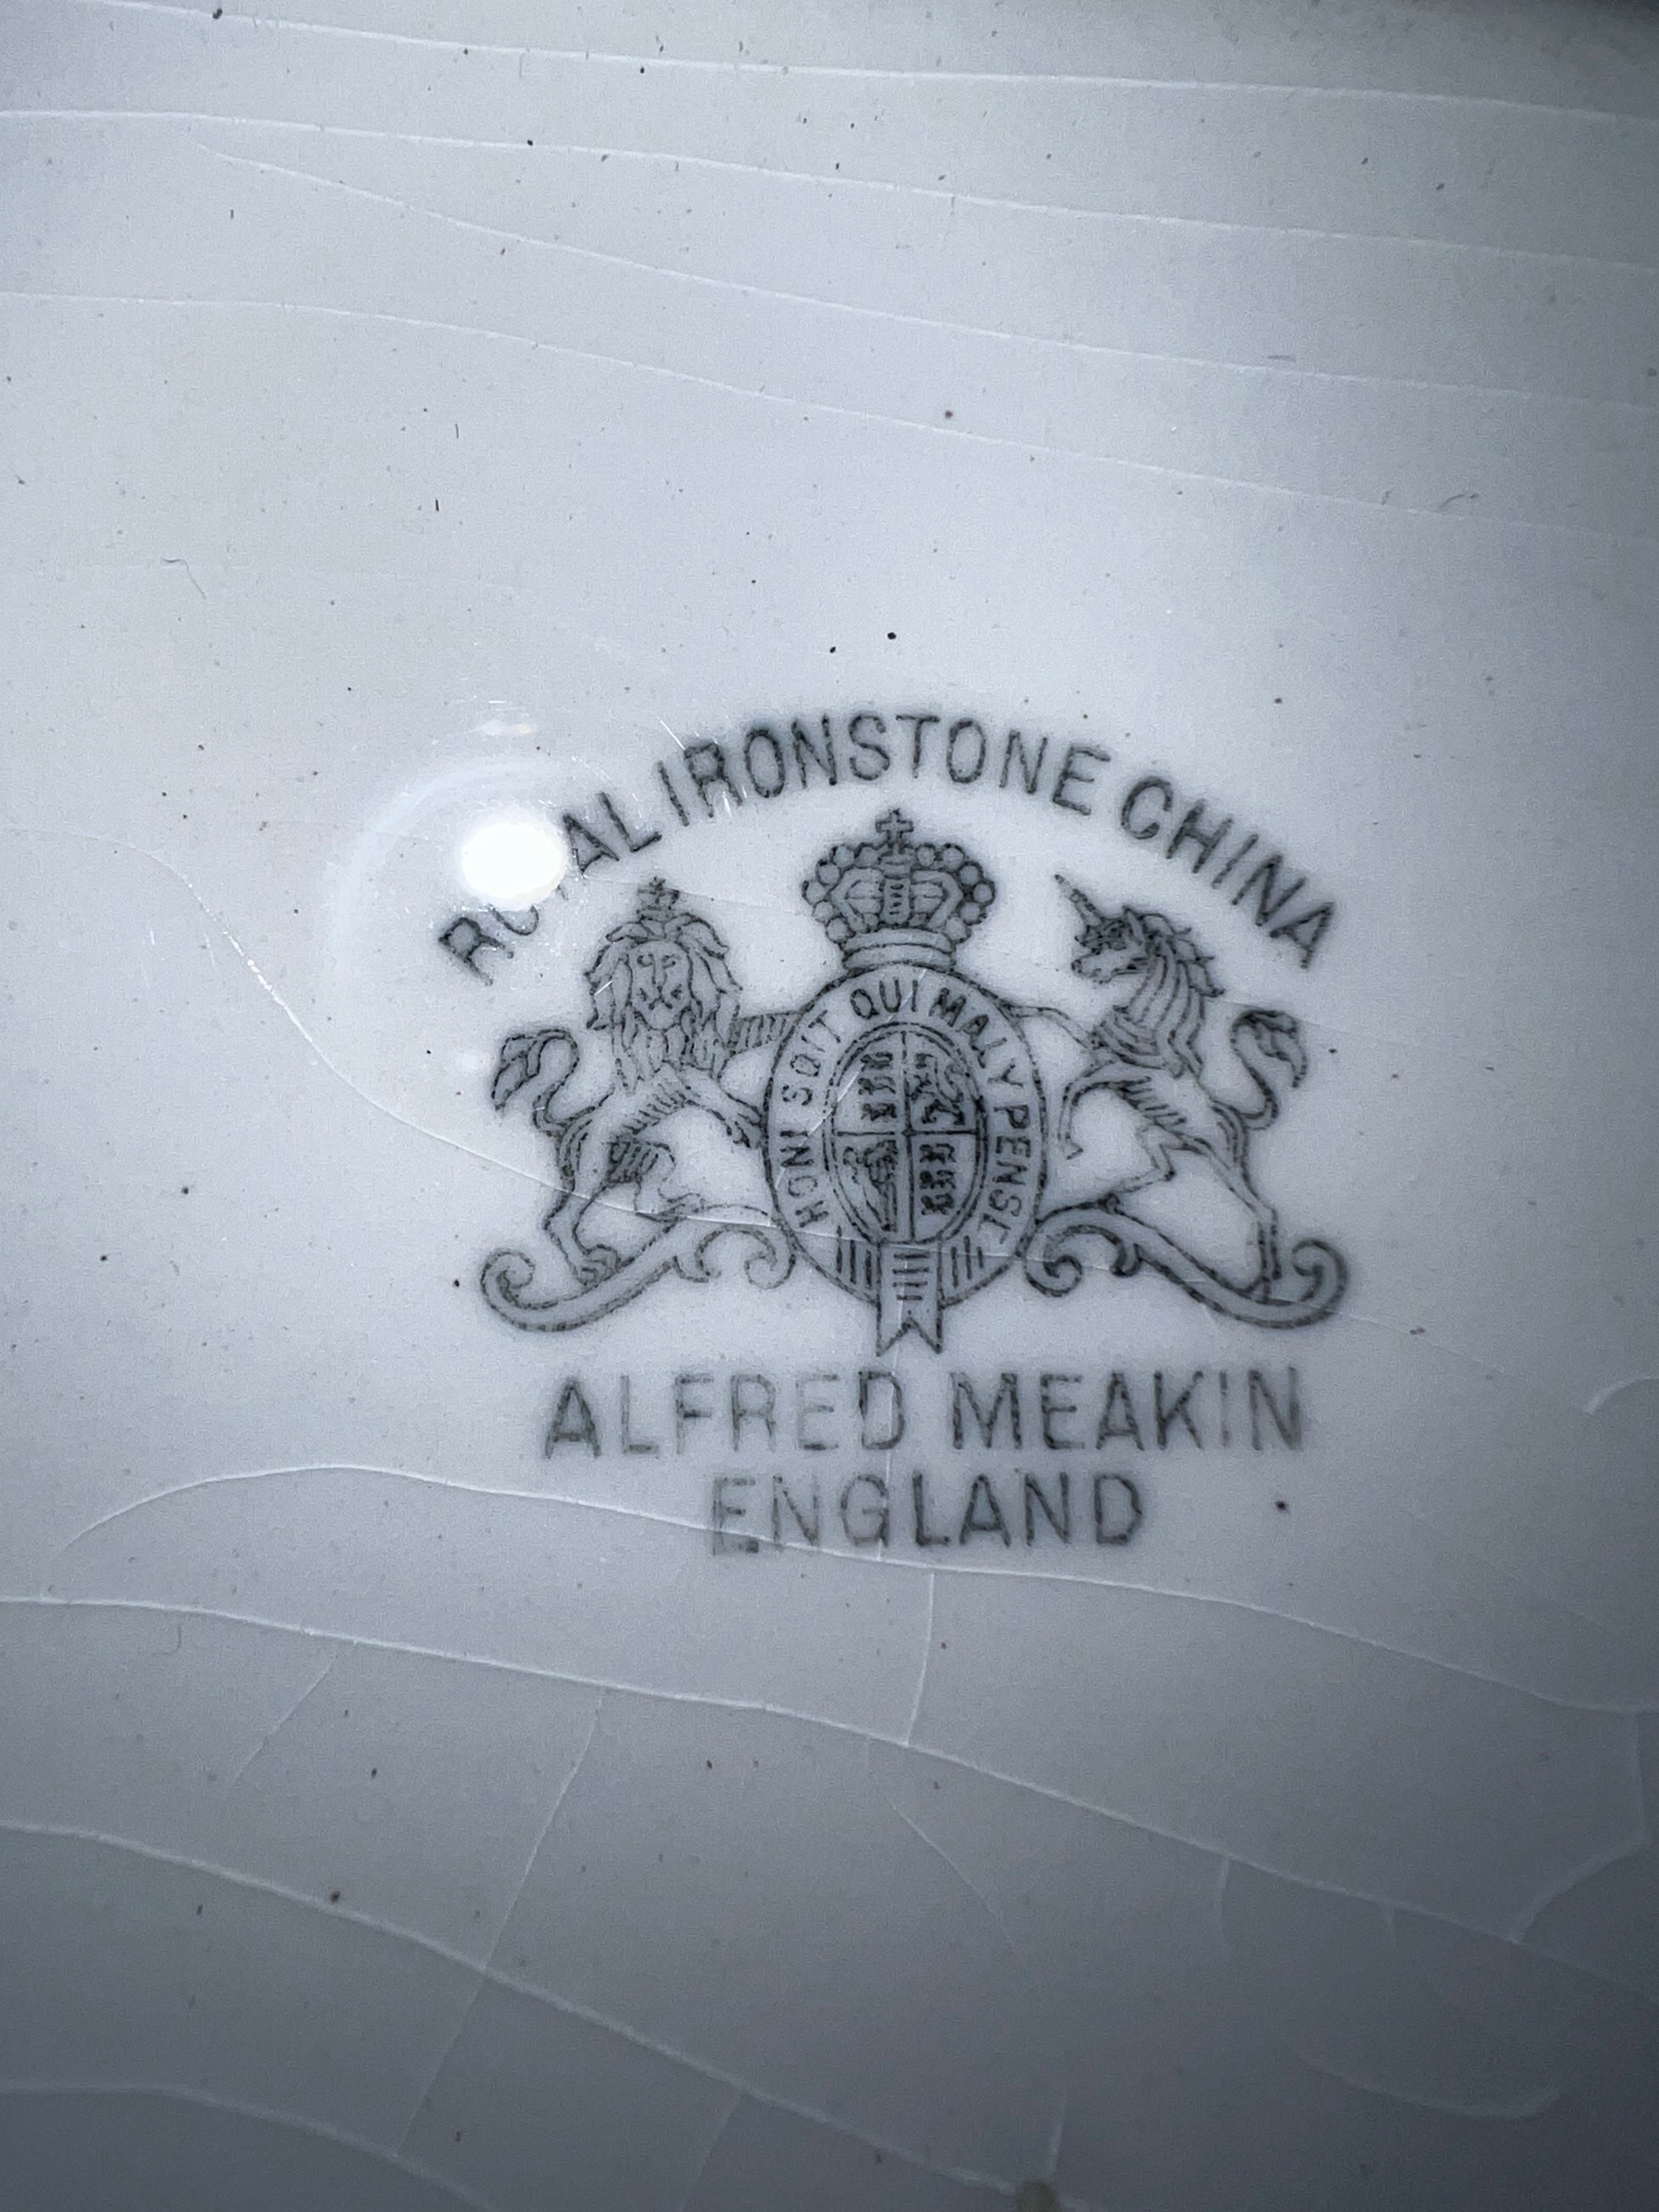 ROYAL IRONSTONE CHINA
HONI SOIT QUI MAL Y PENSE
ALFRED MEAKIN
ENGLAND